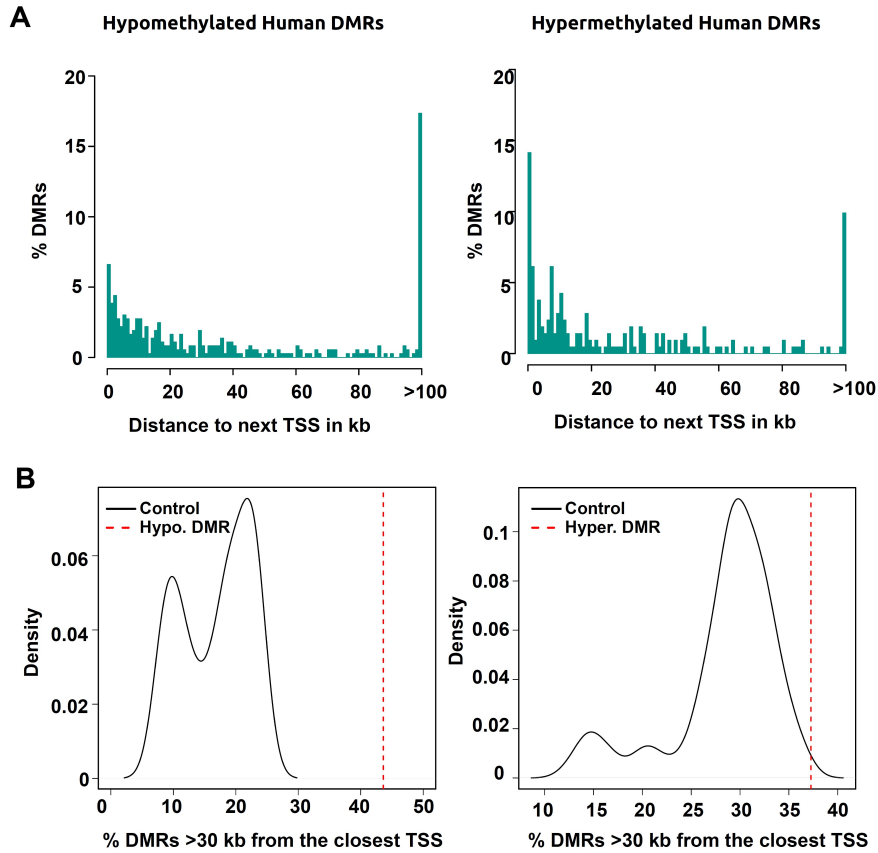 A
Hypomethylated Human DMRs
Hypermethylated Human DMRs
% DMRs
20
15
10
5
0
0 20 40 60 80 >100
Distance to next TSS in kb
% DMRs
20
15
10
5
0
0 20 40 60 80 >100
Distance to next TSS in kb
B
Control
Hypo. DMR
Density
0.06
0.04
0.02
0
0 10 20 30 40 50
% DMRs >30 kb from the closest TSS
Control
Hyper. DMR
Density
0.1
0.08
0.06
0.04
0.02
0
10 15 20 25 30 35 40
% DMRs >30 kb from the closest TSS